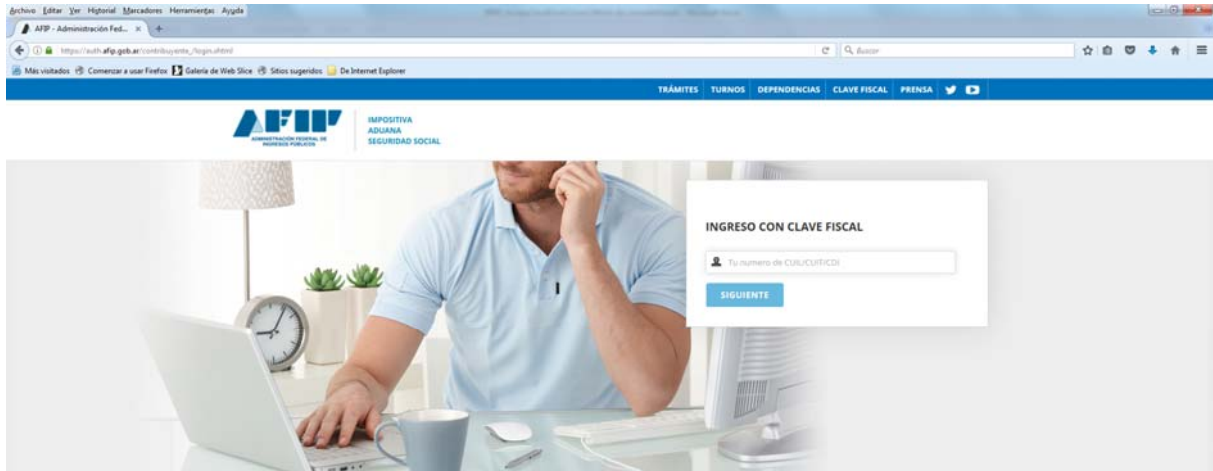 Archivo Editar Ver Historial Marcadores Herramientas Ayuda
AFIP - Administración Fed... × +
https://auth.afip.gob.ar/contribuyente_/login.xhtml
Buscar
Más visitados Comenzar a usar Firefox Galería de Web Slice Sitios sugeridos De Internet Explorer
TRÁMITES TURNOS DEPENDENCIAS CLAVE FISCAL PRENSA
AFIP
ADMINISTRACIÓN FEDERAL DE
INGRESOS PÚBLICOS
IMPOSITIVA
ADUANA
SEGURIDAD SOCIAL
INGRESO CON CLAVE FISCAL
Tu numero de CUIL/CUIT/CDI
SIGUIENTE